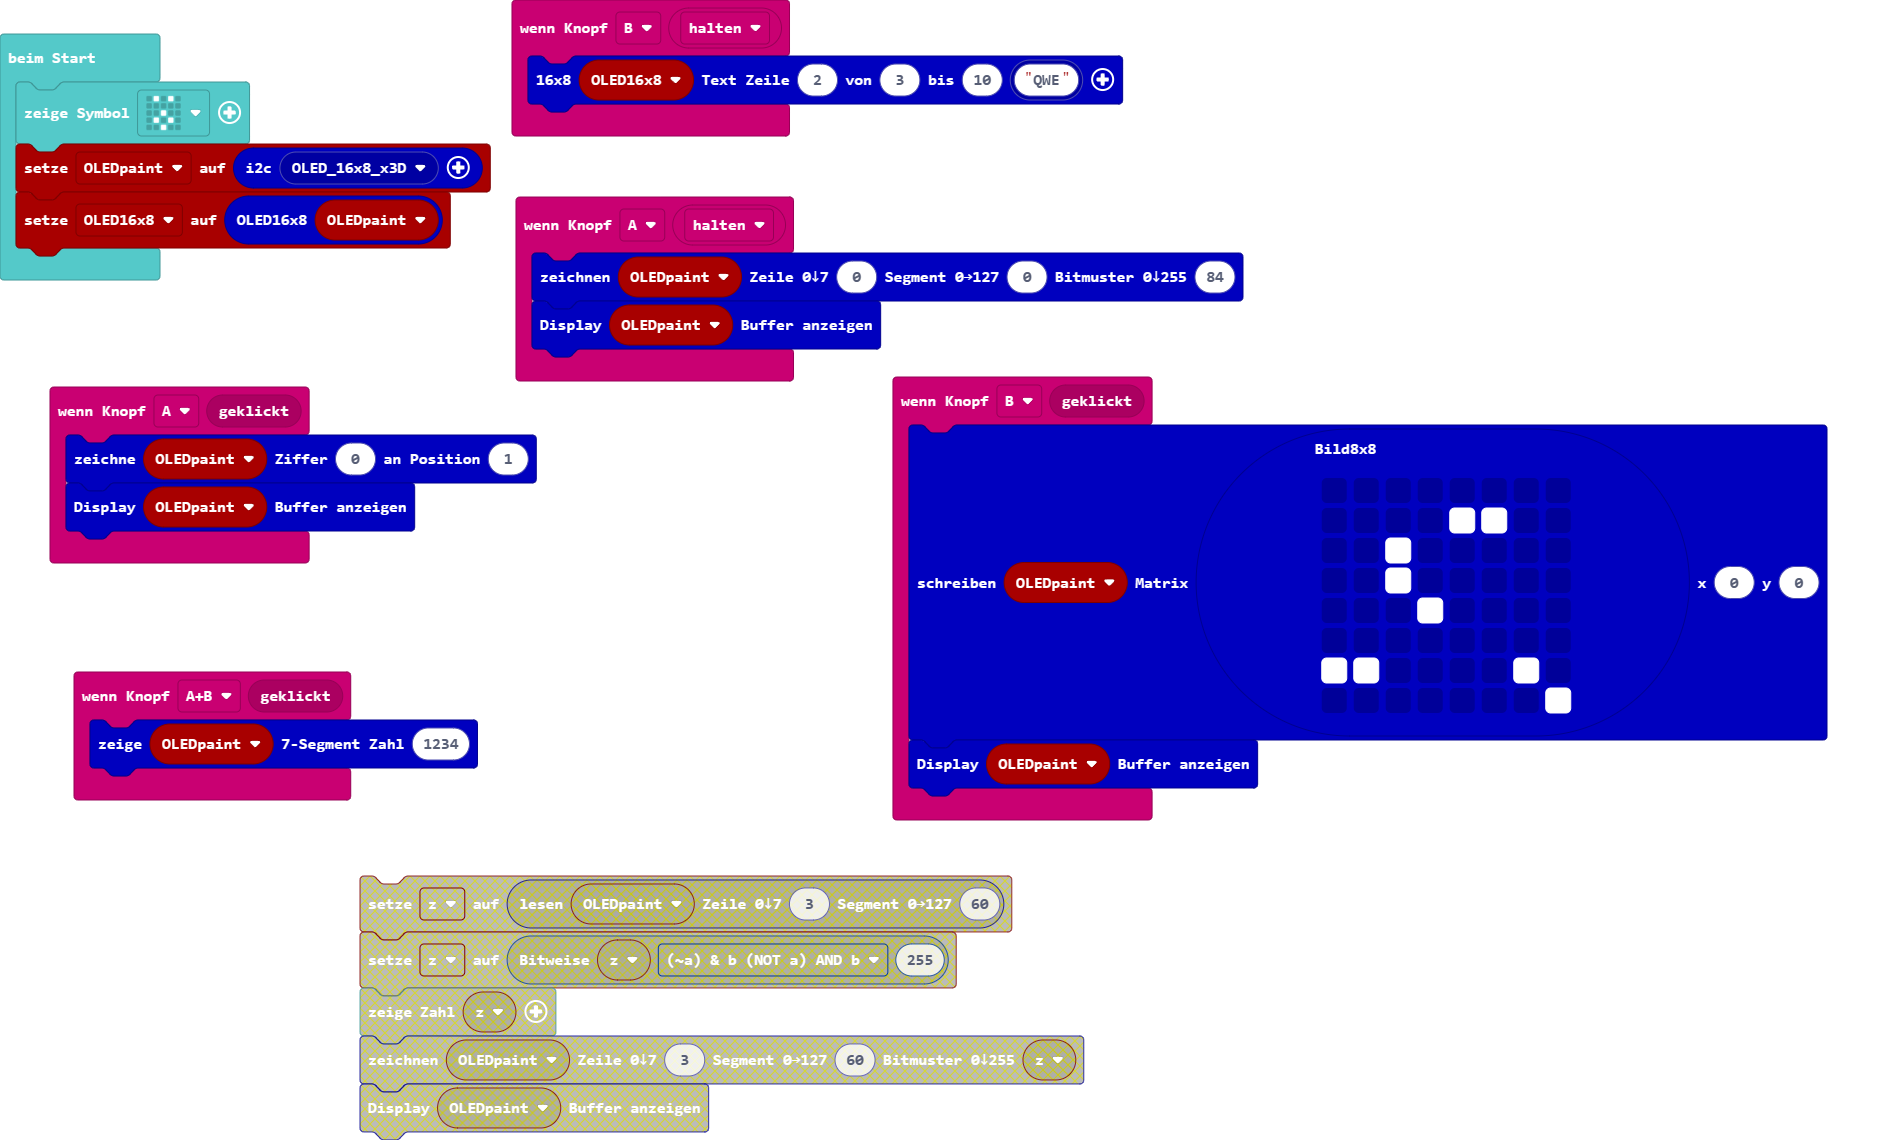 beim Start
zeige Symbol
setze OLEDpaint auf i2c OLED_16x8_x3D
setze OLED16x8 auf OLED16x8 OLEDpaint
wenn Knopf B halten
16x8 OLED16x8 Text Zeile 2 von 3 bis 10 "QWE"
wenn Knopf A halten
zeichnen OLEDpaint Zeile 0↓7 0 Segment 0→127 0 Bitmuster 0↓255 84
Display OLEDpaint Buffer anzeigen
wenn Knopf A geklickt
zeichne OLEDpaint Ziffer 0 an Position 1
Display OLEDpaint Buffer anzeigen
wenn Knopf B geklickt
Bild8x8
schreiben OLEDpaint Matrix x 0 y 0
Display OLEDpaint Buffer anzeigen
wenn Knopf A+B geklickt
zeige OLEDpaint 7-Segment Zahl 1234
setze z auf lesen OLEDpaint Zeile 0↓7 3 Segment 0→127 60
setze z auf Bitweise z (~a) & b (NOT a) AND b 255
zeige Zahl z
zeichnen OLEDpaint Zeile 0↓7 3 Segment 0→127 60 Bitmuster 0↓255 z
Display OLEDpaint Buffer anzeigen